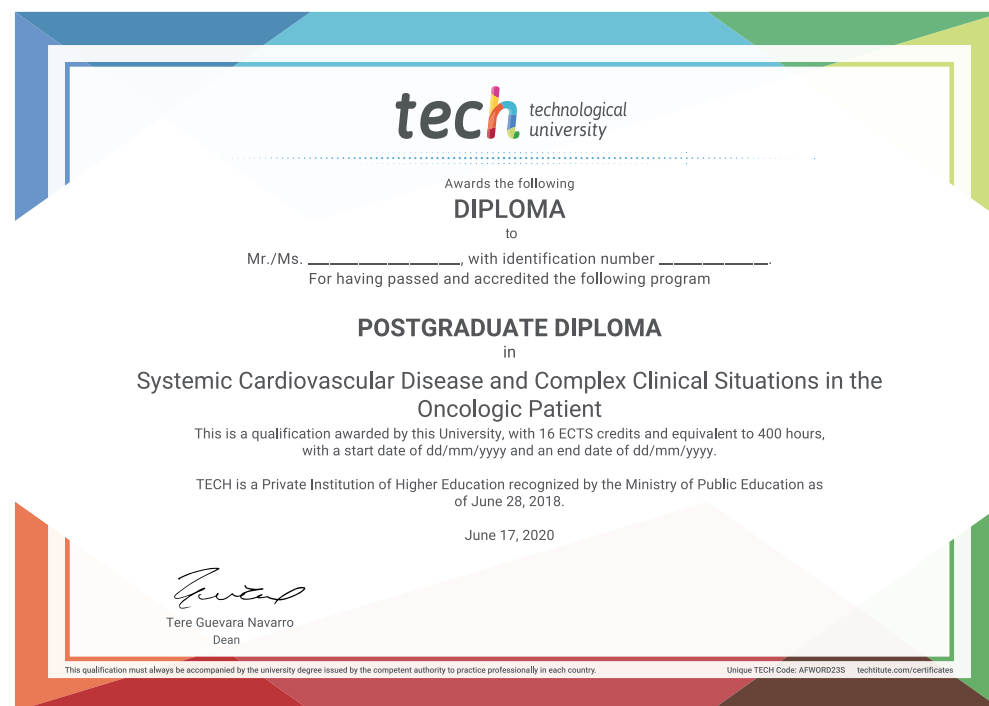 tech technological
university
Awards the following
DIPLOMA
to
Mr./Ms. _________________, with identification number ____________.
For having passed and accredited the following program
POSTGRADUATE DIPLOMA
in
Systemic Cardiovascular Disease and Complex Clinical Situations in the
Oncologic Patient
This is a qualification awarded by this University, with 16 ECTS credits and equivalent to 400 hours,
with a start date of dd/mm/yyyy and an end date of dd/mm/yyyy.
TECH is a Private Institution of Higher Education recognized by the Ministry of Public Education as
of June 28, 2018.
June 17, 2020
Tere Guevara Navarro
Dean
This qualification must always be accompanied by the university degree issued by the competent authority to practice professionally in each country.
Unique TECH Code: AFWORD23S techtitute.com/certificates